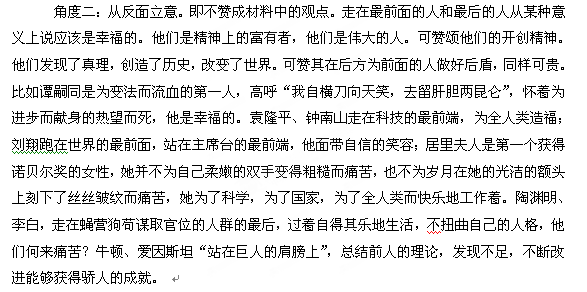 角度二：从反面立意。即不赞成材料中的观点。走在最前面的人和最后的人从某种意
义上说应该是幸福的。他们是精神上的富有者，他们是伟大的人。可赞颂他们的开创精神。
他们发现了真理，创造了历史，改变了世界。可赞其在后方为前面的人做好后盾，同样可贵。
比如谭嗣同是为变法而流血的第一人，高呼“我自横刀向天笑，去留肝胆两昆仑”，怀着为
进步而献身的热望而死，他是幸福的。袁隆平、钟南山走在科技的最前端，为全人类造福；
刘翔跑在世界的最前面，站在主席台的最前端，他面带自信的笑容；居里夫人是第一个获得
诺贝尔奖的女性，她并不为自己柔嫩的双手变得粗糙而痛苦，也不为岁月在她的光洁的额头
上刻下了丝丝皱纹而痛苦，她为了科学，为了国家，为了全人类而快乐地工作着。陶渊明、
李白，走在蝇营狗苟谋取官位的人群的最后，过着自得其乐地生活，不扭曲自己的人格，他
们何来痛苦？牛顿、爱因斯坦“站在巨人的肩膀上”，总结前人的理论，发现不足，不断改
进能够获得骄人的成就。